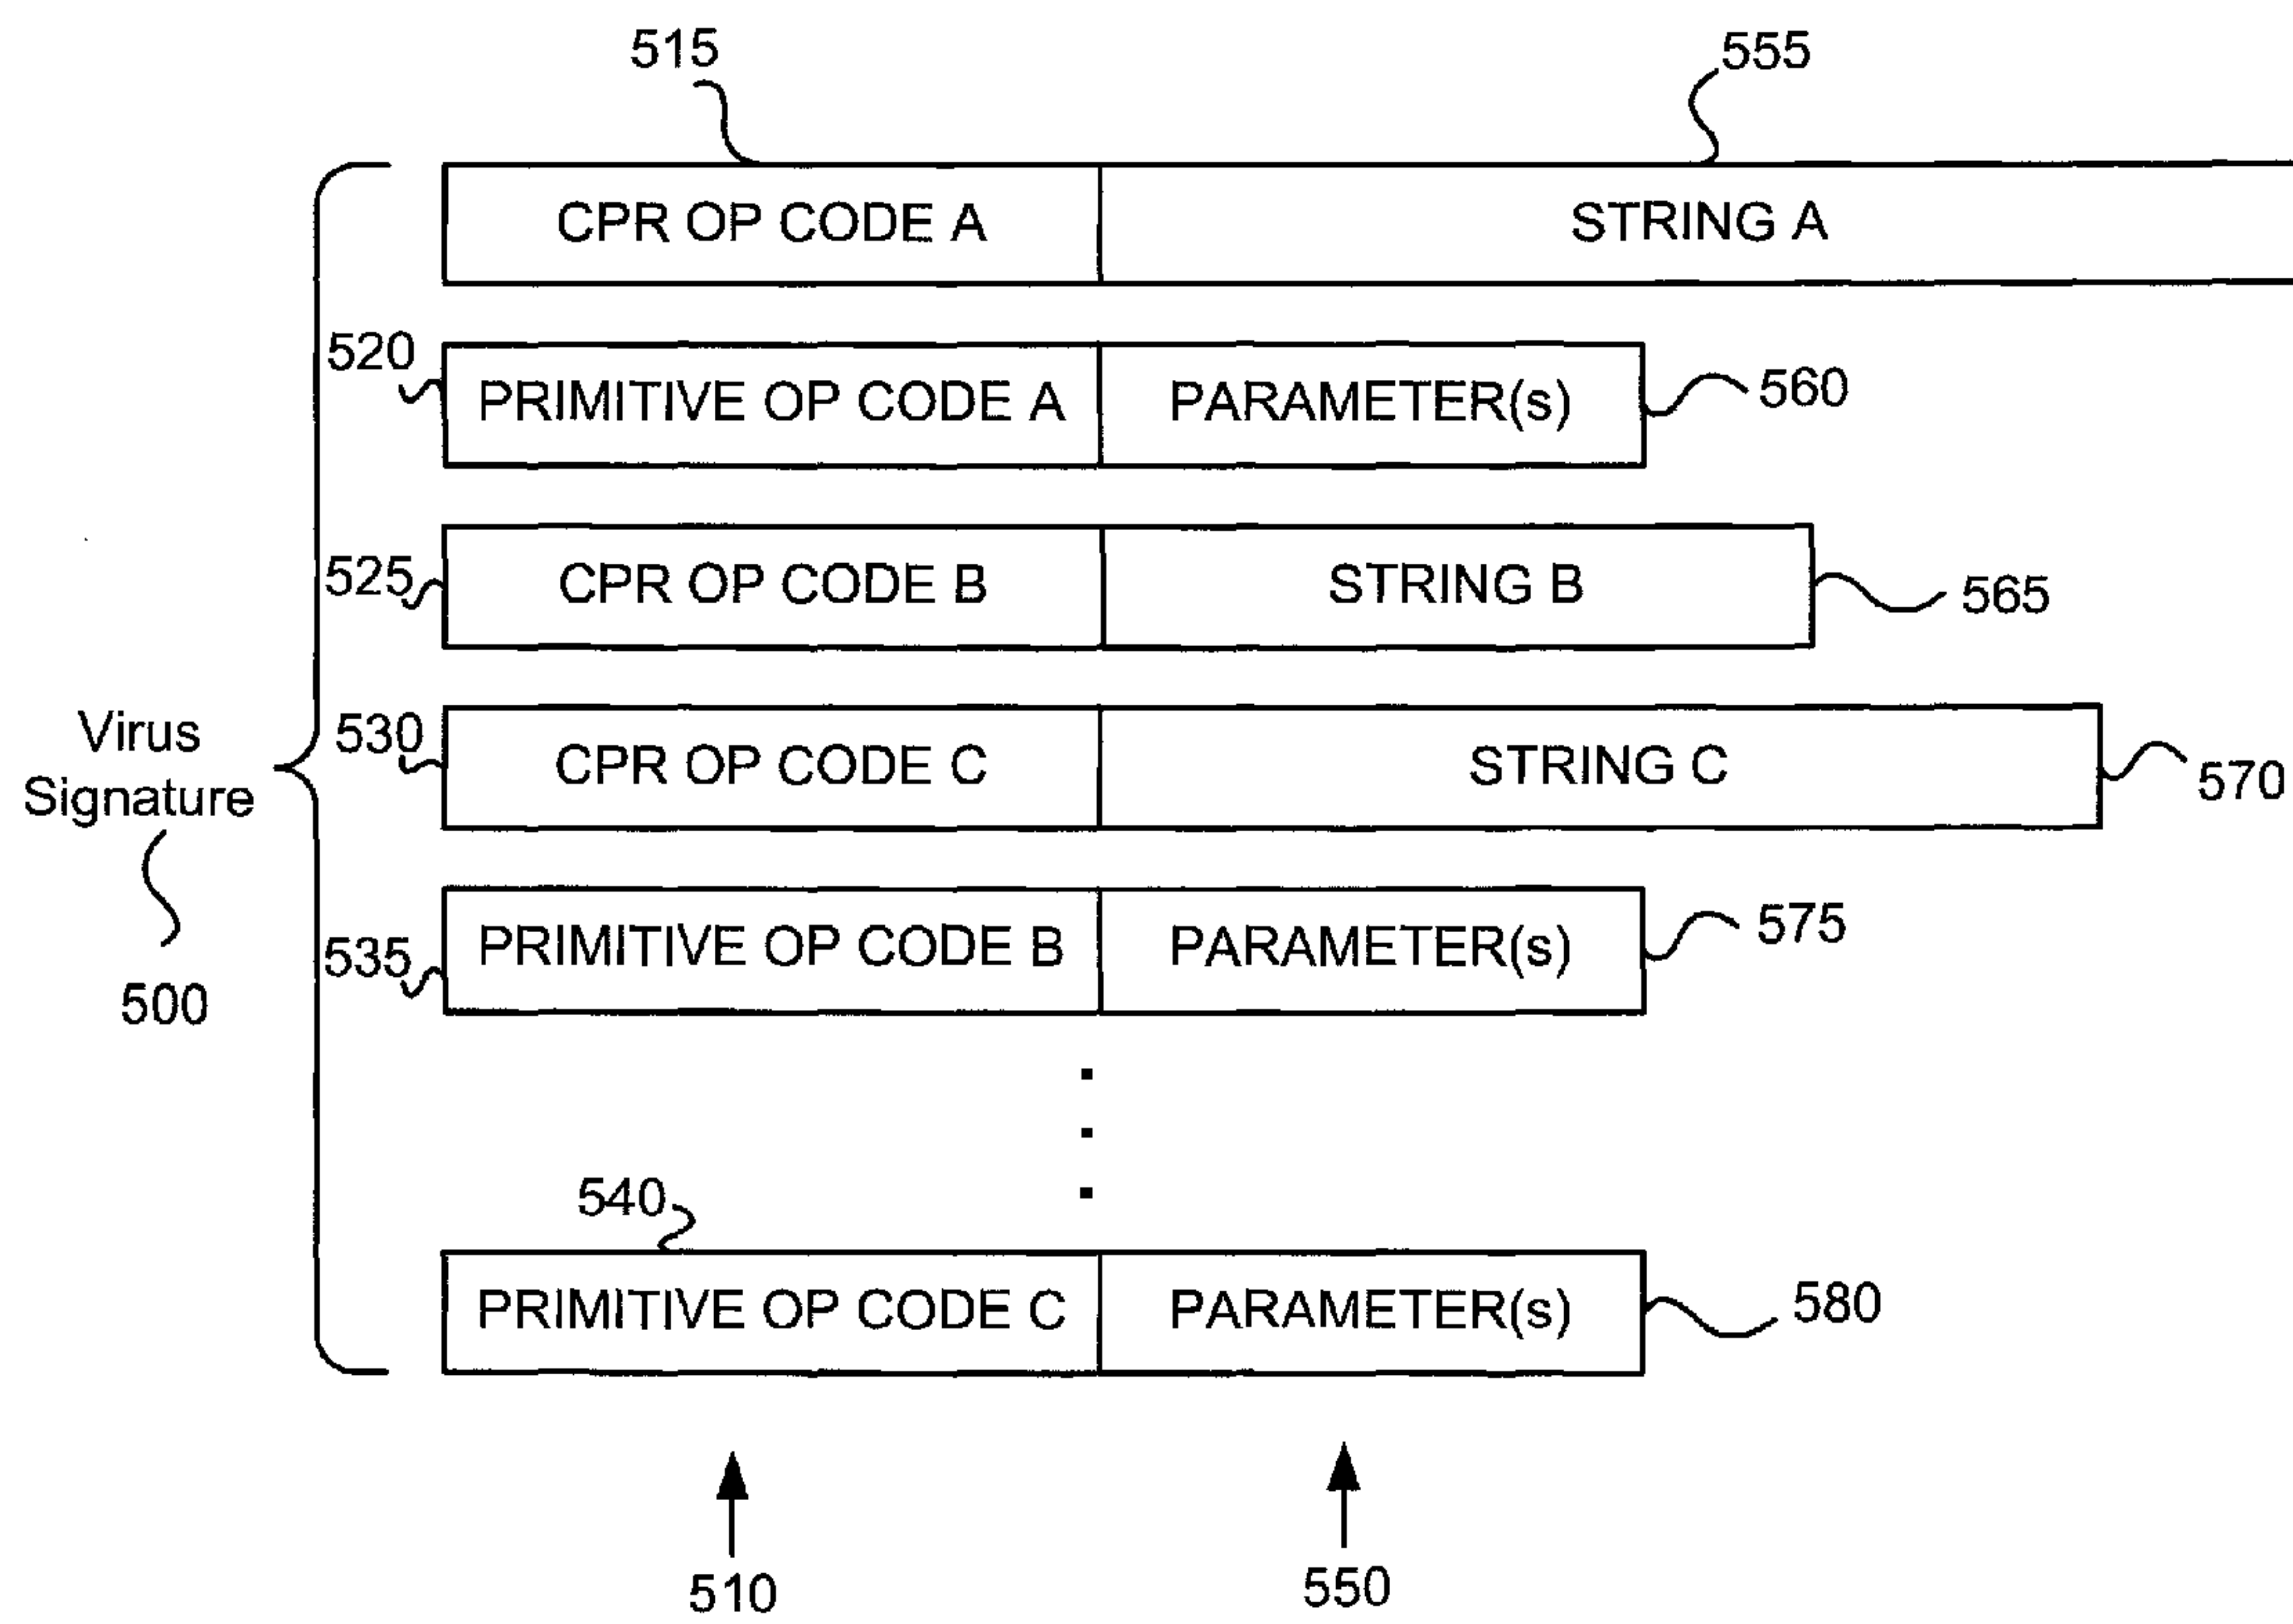 515
555
CPR OP CODE A
STRING A
520
PRIMITIVE OP CODE A
PARAMETER(s)
560
525
CPR OP CODE B
STRING B
565
Virus
Signature
500
530
CPR OP CODE C
STRING C
570
535
PRIMITIVE OP CODE B
PARAMETER(s)
575
540
PRIMITIVE OP CODE C
PARAMETER(s)
580
510
550